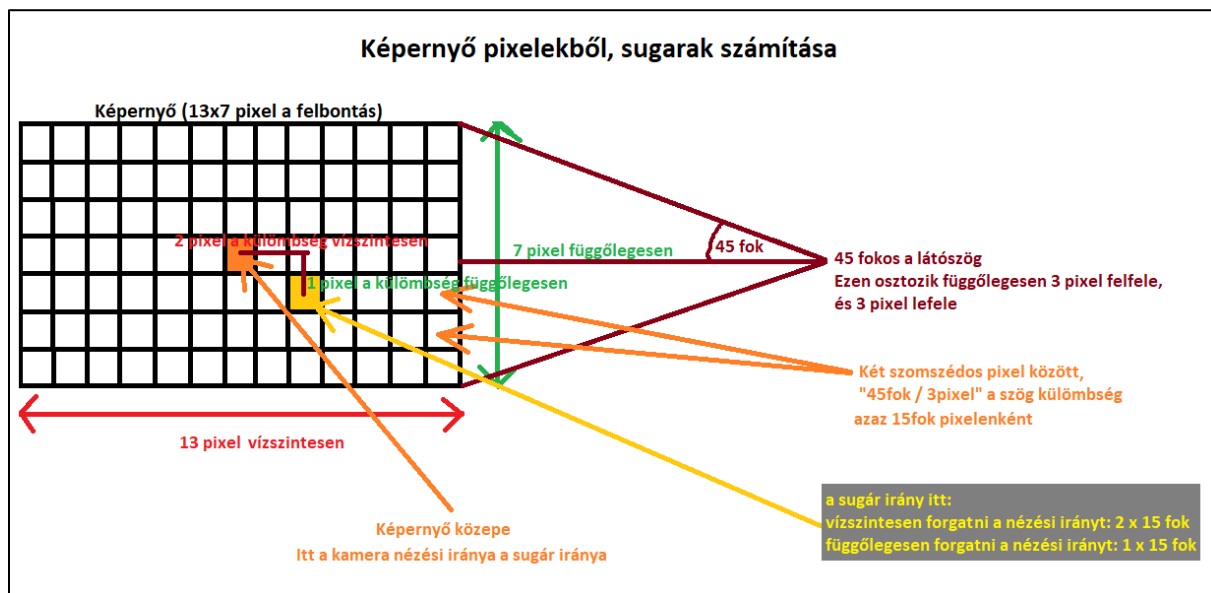 Képernyő pixelekből, sugarak számítása
Képernyő (13x7 pixel a felbontás)
2 pixel a külömbség vízszintesen
7 pixel függőlegesen
45 fok
45 fokos a látószög
Ezen osztozik függőlegesen 3 pixel felfele,
és 3 pixel lefele
1 pixel a külömbség függőlegesen
Két szomszédos pixel között,
"45fok / 3pixel" a szög külömbség
azaz 15fok pixelenként
13 pixel vízszintesen
a sugár irány itt:
vízszintesen forgatni a nézési irányt: 2 x 15 fok
függőlegesen forgatni a nézési irányt: 1 x 15 fok
Képernyő közepe
Itt a kamera nézési iránya a sugár iránya